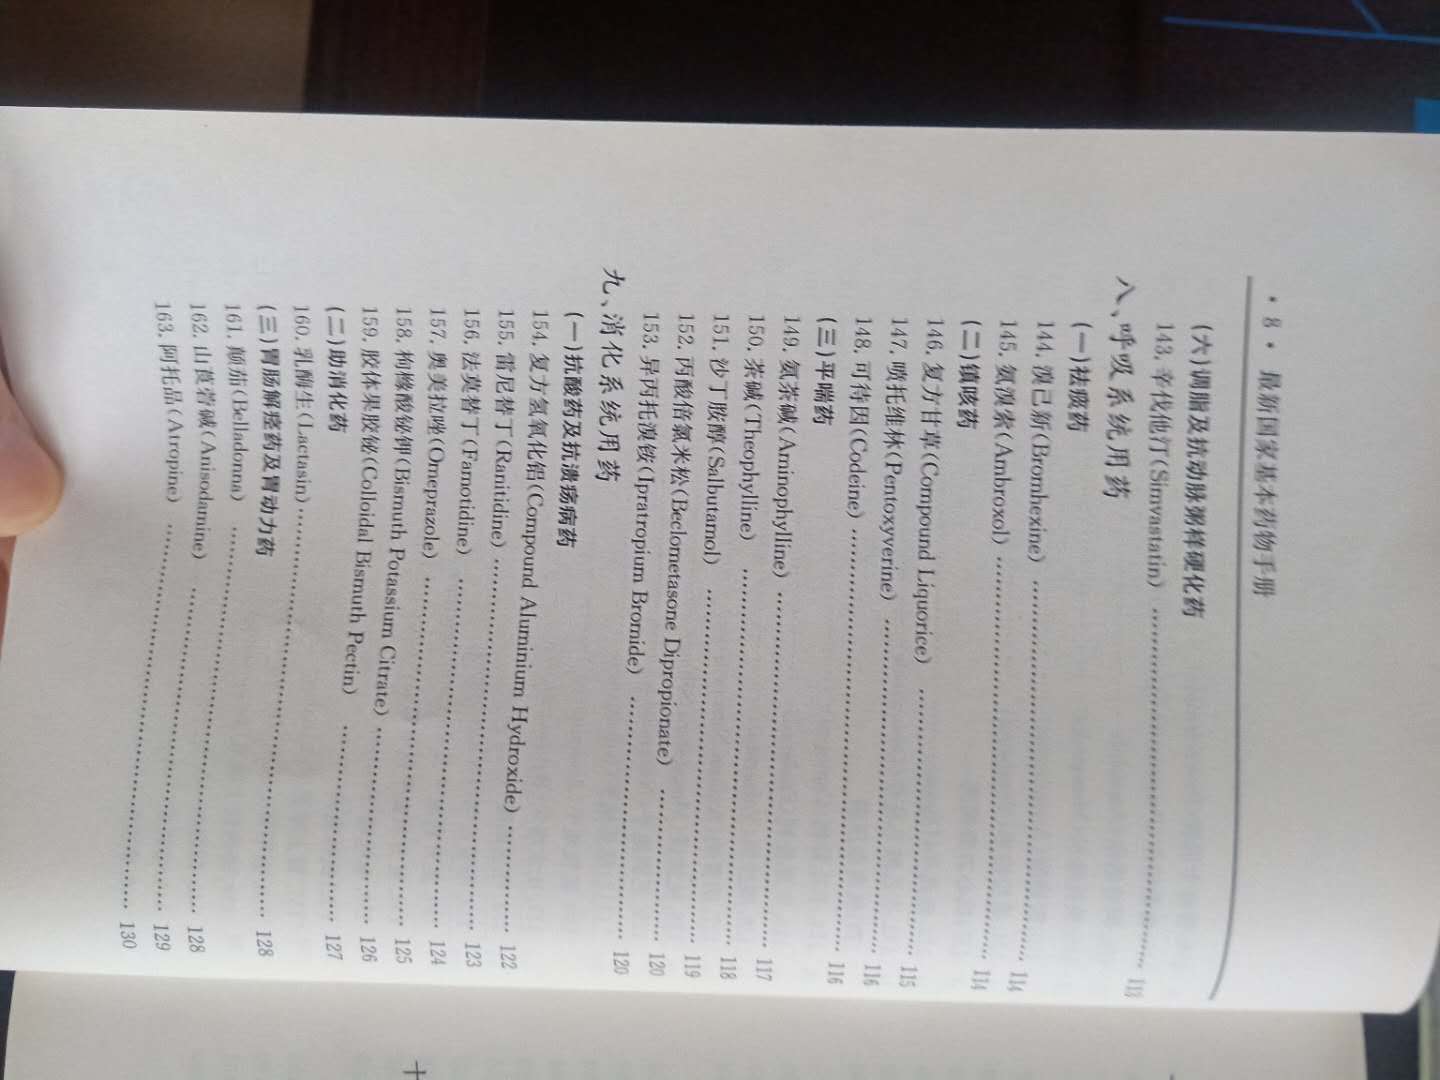 ·8· 最新国家基本药物手册
(六)调脂及抗动脉粥样硬化药
143. 辛伐他汀(Simvastatin) …… 113
八、呼吸系统用药
(一)祛痰药
144. 溴己新(Bromhexine) …… 114
145. 氨溴索(Ambroxol) …… 114
(二)镇咳药
146. 复方甘草(Compound Liquorice) …… 115
147. 喷托维林(Pentoxyverine) …… 116
148. 可待因(Codeine) …… 116
(三)平喘药
149. 氨茶碱(Aminophylline) …… 117
150. 茶碱(Theophylline) …… 118
151. 沙丁胺醇(Salbutamol) …… 119
152. 丙酸倍氯米松(Beclometasone Dipropionate) …… 120
153. 异丙托溴铵(Ipratropium Bromide) …… 120
九、消化系统用药
(一)抗酸药及抗溃疡病药
154. 复方氢氧化铝(Compound Aluminium Hydroxide) …… 122
155. 雷尼替丁(Ranitidine) …… 123
156. 法莫替丁(Famotidine) …… 124
157. 奥美拉唑(Omeprazole) …… 125
158. 枸橼酸铋钾(Bismuth Potassium Citrate) …… 126
159. 胶体果胶铋(Colloidal Bismuth Pectin) …… 127
(二)助消化药
160. 乳酶生(Lactasin) …… 128
(三)胃肠解痉药及胃动力药
161. 颠茄(Belladonna) …… 128
162. 山莨菪碱(Anisodamine) …… 129
163. 阿托品(Atropine) …… 130
十